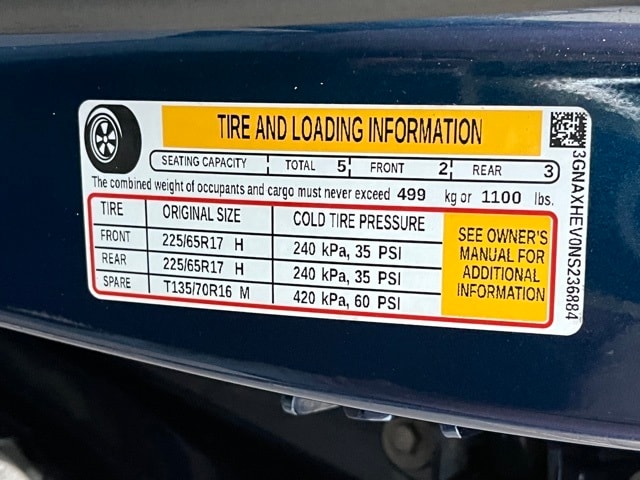 TIRE AND LOADING INFORMATION
SEATING CAPACITY TOTAL 5 FRONT 2 REAR 3
The combined weight of occupants and cargo must never exceed 499 kg or 1100 lbs.
TIRE ORIGINAL SIZE COLD TIRE PRESSURE
FRONT 225/65R17 H 240 kPa, 35 PSI
REAR 225/65R17 H 240 kPa, 35 PSI
SPARE T135/70R16 M 420 kPa, 60 PSI
SEE OWNER'S
MANUAL FOR
ADDITIONAL
INFORMATION
3GNAXHEV0NS236884